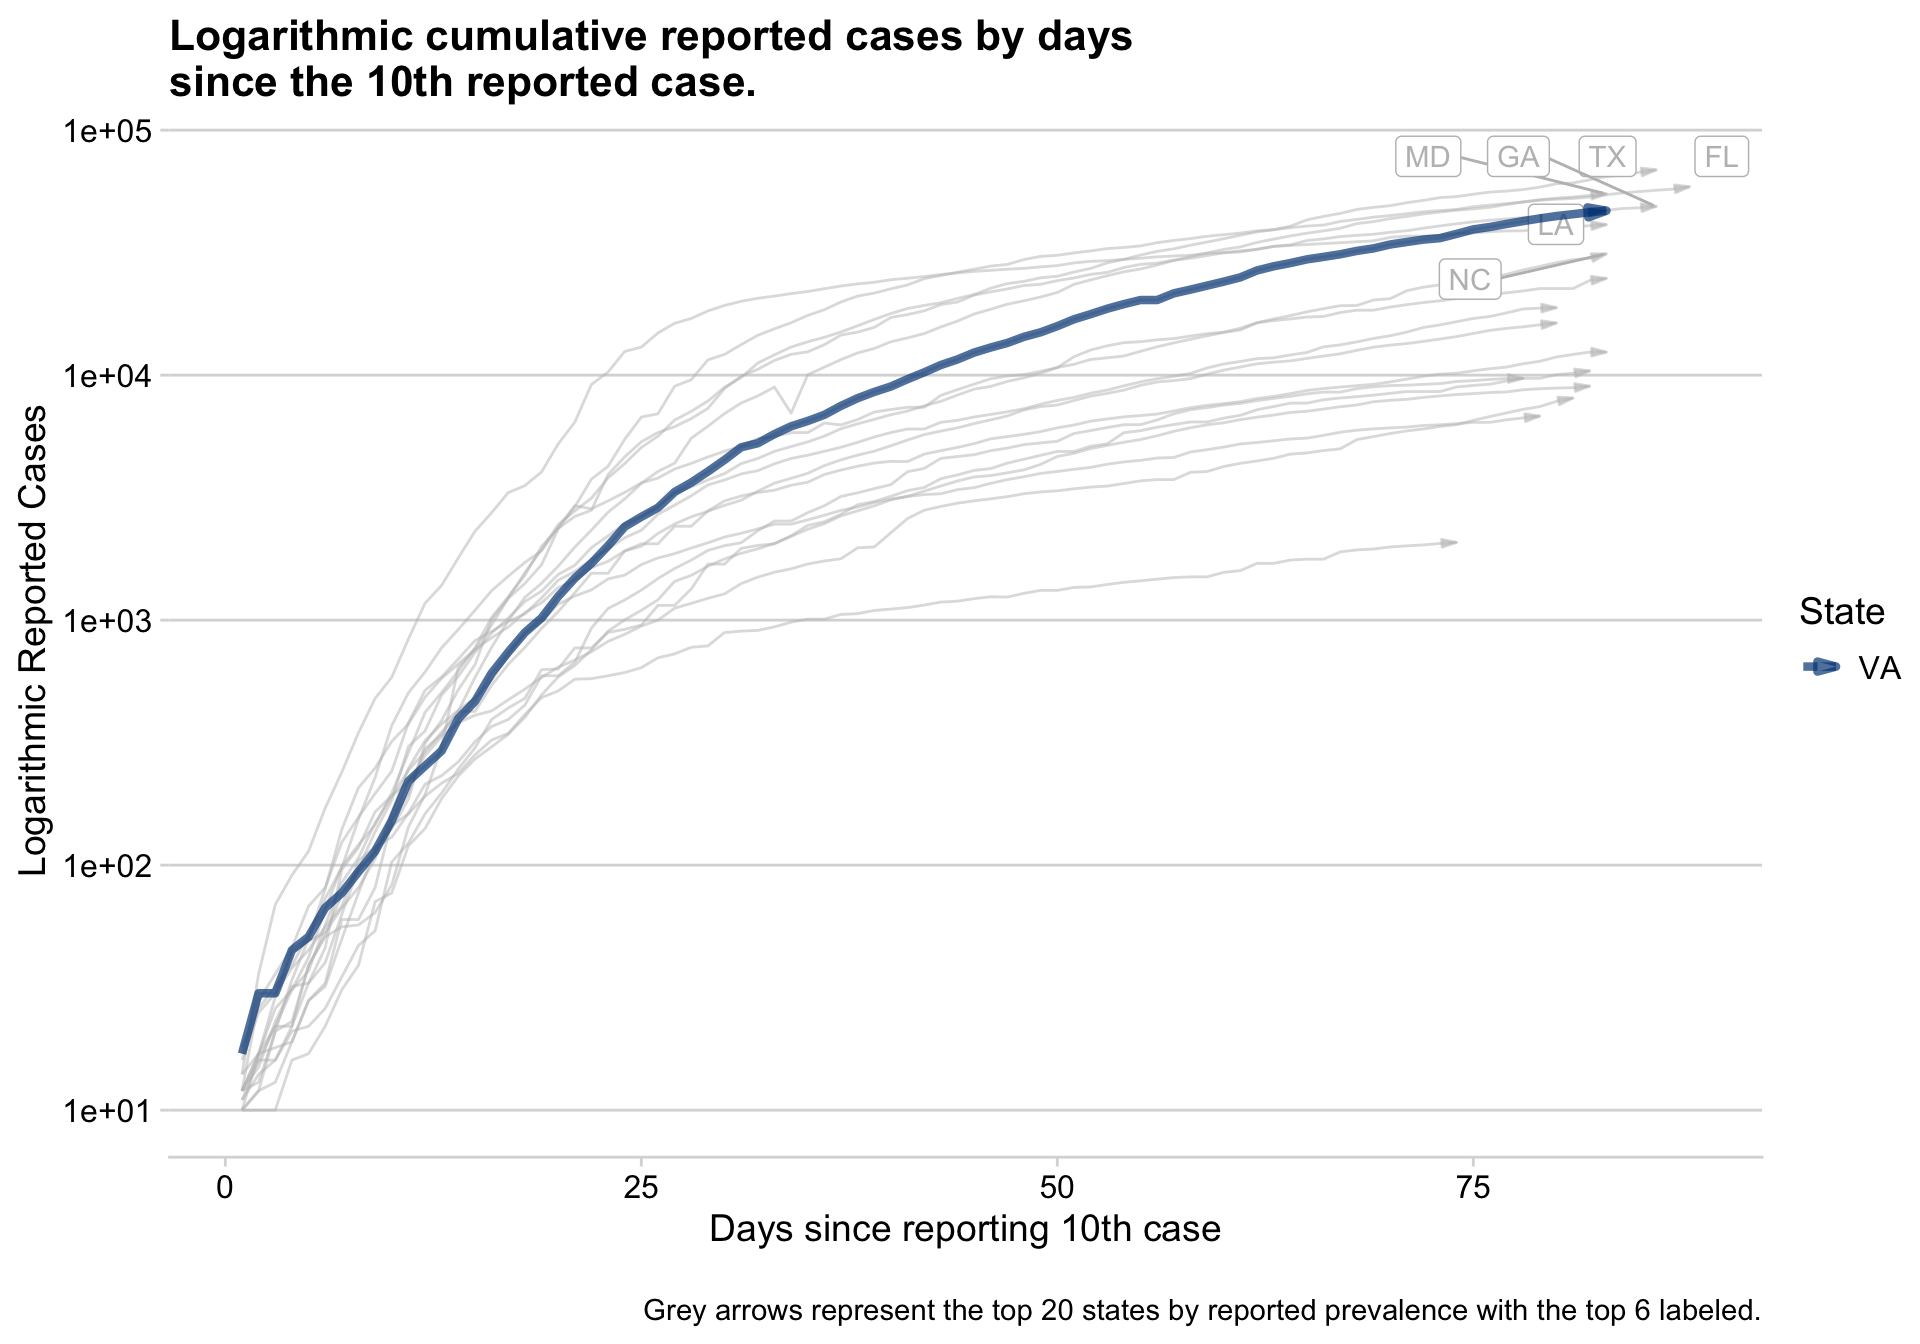 Logarithmic cumulative reported cases by days
since the 10th reported case.
Logarithmic Reported Cases
1e+05
1e+04
1e+03
1e+02
1e+01
MD
GA
TX
FL
LA
NC
State
VA
0
25
50
75
Days since reporting 10th case
Grey arrows represent the top 20 states by reported prevalence with the top 6 labeled.